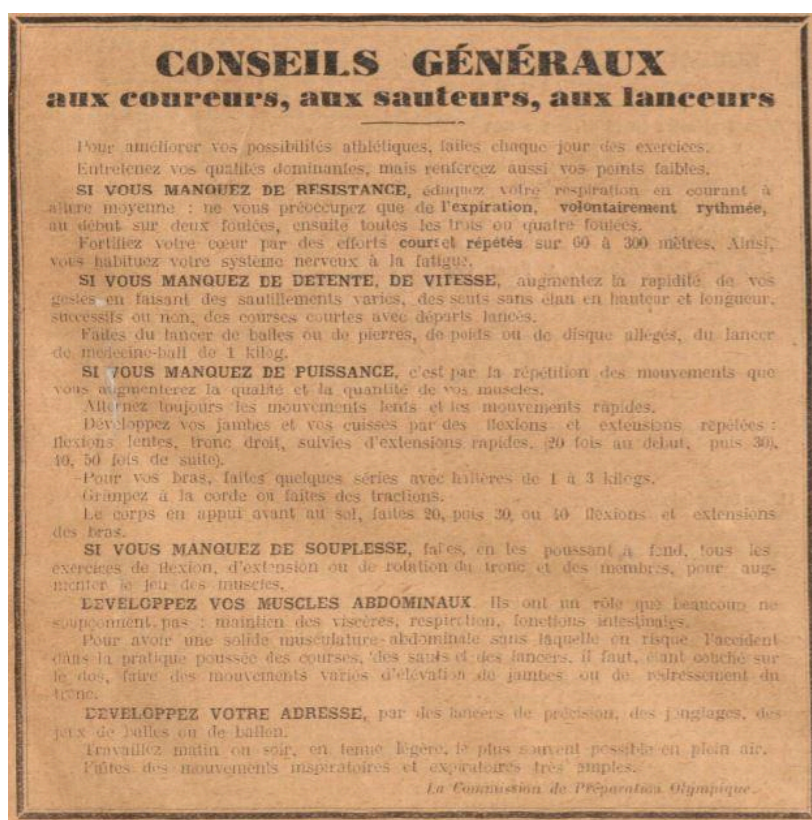 CONSEILS GÉNÉRAUX
aux coureurs, aux sauteurs, aux lanceurs
Pour améliorer vos possibilités athlétiques, faites chaque jour des exercices.
Entretenez vos qualités dominantes, mais renforcez aussi vos points faibles.
SI VOUS MANQUEZ DE RESISTANCE, éduquez votre respiration en courant à
allure moyenne : ne vous préoccupez que de l'expiration, volontairement rythmée,
au début sur deux foulées, ensuite toutes les trois ou quatre foulées.
Fortifiez votre cœur par des efforts courts et répétés sur 60 à 300 mètres. Ainsi,
vous habituez votre système nerveux à la fatigue.
SI VOUS MANQUEZ DE DETENTE, DE VITESSE, augmentez la rapidité de vos
gestes en faisant des sautillements variés, des sauts sans élan en hauteur et longueur,
successifs ou non, des courses courtes avec départs lancés.
Faites du lancer de balles ou de pierres, de poids ou de disque allégés, du lancer
de medecine-ball de 1 kilog.
SI VOUS MANQUEZ DE PUISSANCE, c'est par la répétition des mouvements que
vous augmenterez la qualité et la quantité de vos muscles.
Alternez toujours les mouvements lents et les mouvements rapides.
Développez vos jambes et vos cuisses par des flexions et extensions répétées :
flexions lentes, tronc droit, suivies d'extensions rapides, (20 fois au début, puis 30),
40, 50 fois de suite).
Pour vos bras, faites quelques séries avec haltères de 1 à 3 kilogs.
Grimpez à la corde ou faites des tractions.
Le corps en appui avant au sol, faites 20, puis 30, ou 40 flexions et extensions
des bras.
SI VOUS MANQUEZ DE SOUPLESSE, faites, en les poussant à fond, tous les
exercices de flexion, d'extension ou de rotation du tronc et des membres, pour aug-
menter le jeu des muscles.
DEVELOPPEZ VOS MUSCLES ABDOMINAUX. Ils ont un rôle que beaucoup ne
soupçonnent pas : maintien des viscères, respiration, fonctions intestinales.
Pour avoir une solide musculature abdominale sans laquelle on risque l'accident
dans la pratique poussée des courses, des sauts et des lancers, il faut, étant couché sur
le dos, faire des mouvements variés d'élévation de jambes ou de redressement du
tronc.
DEVELOPPEZ VOTRE ADRESSE, par des lancers de précision, des jonglages, des
jeux de balles ou de ballon.
Travaillez matin ou soir, en tenue légère, le plus souvent possible en plein air.
Faites des mouvements inspiratoires et expiratoires très amples.
La Commission de Préparation Olympique.